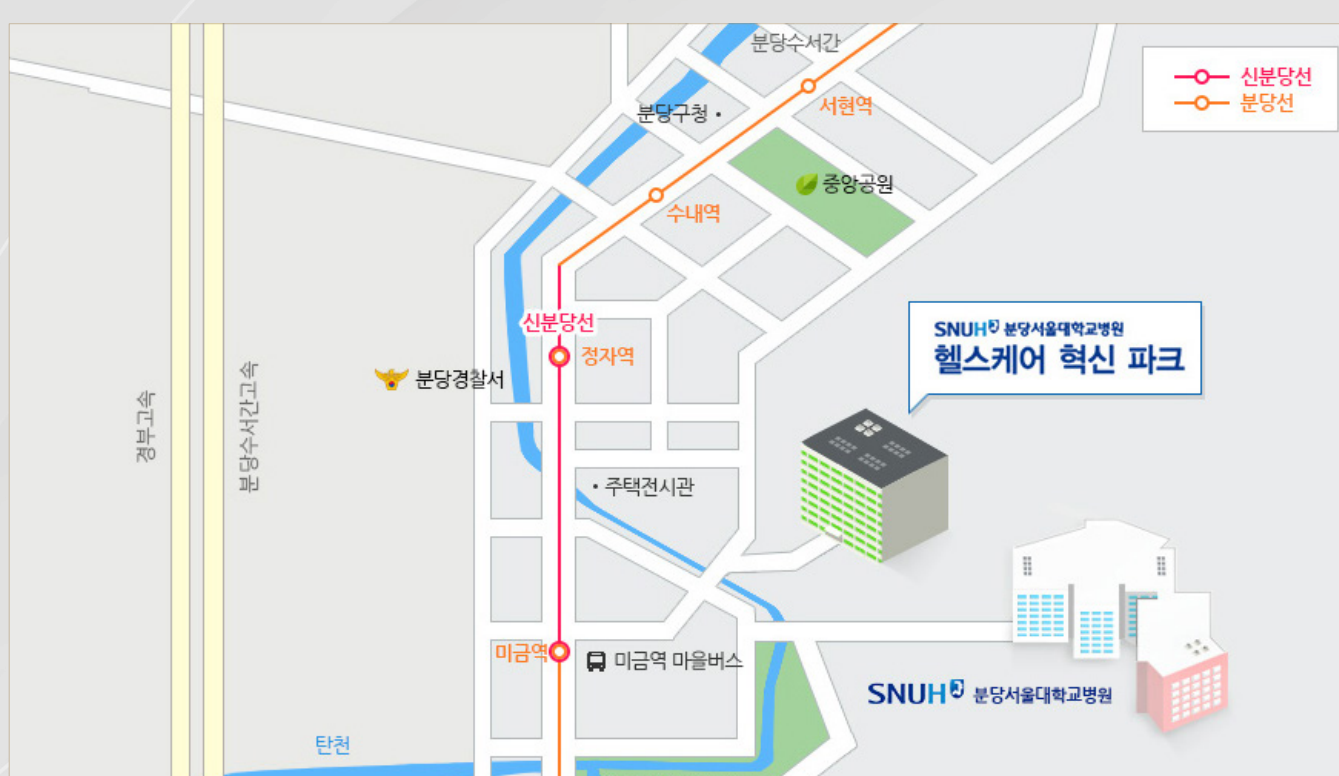 분당수서간
신분당선
분당선
서현역
분당구청
중앙공원
수내역
신분당선
정자역
SNUH 분당서울대학교병원
헬스케어 혁신 파크
분당경찰서
경부고속
분당수서간고속
주택전시관
미금역
미금역 마을버스
SNUH 분당서울대학교병원
탄천